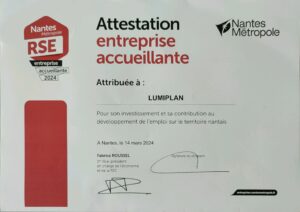 Nantes
Métropole
RSE
entreprise
accueillante
2024
Attestation
entreprise
accueillante
Nantes
Métropole
Attribuée à :
LUMIPLAN
Pour son investissement et sa contribution au
développement de l'emploi sur le territoire nantais
A Nantes, le 14 mars 2024
Fabrice ROUSSEL